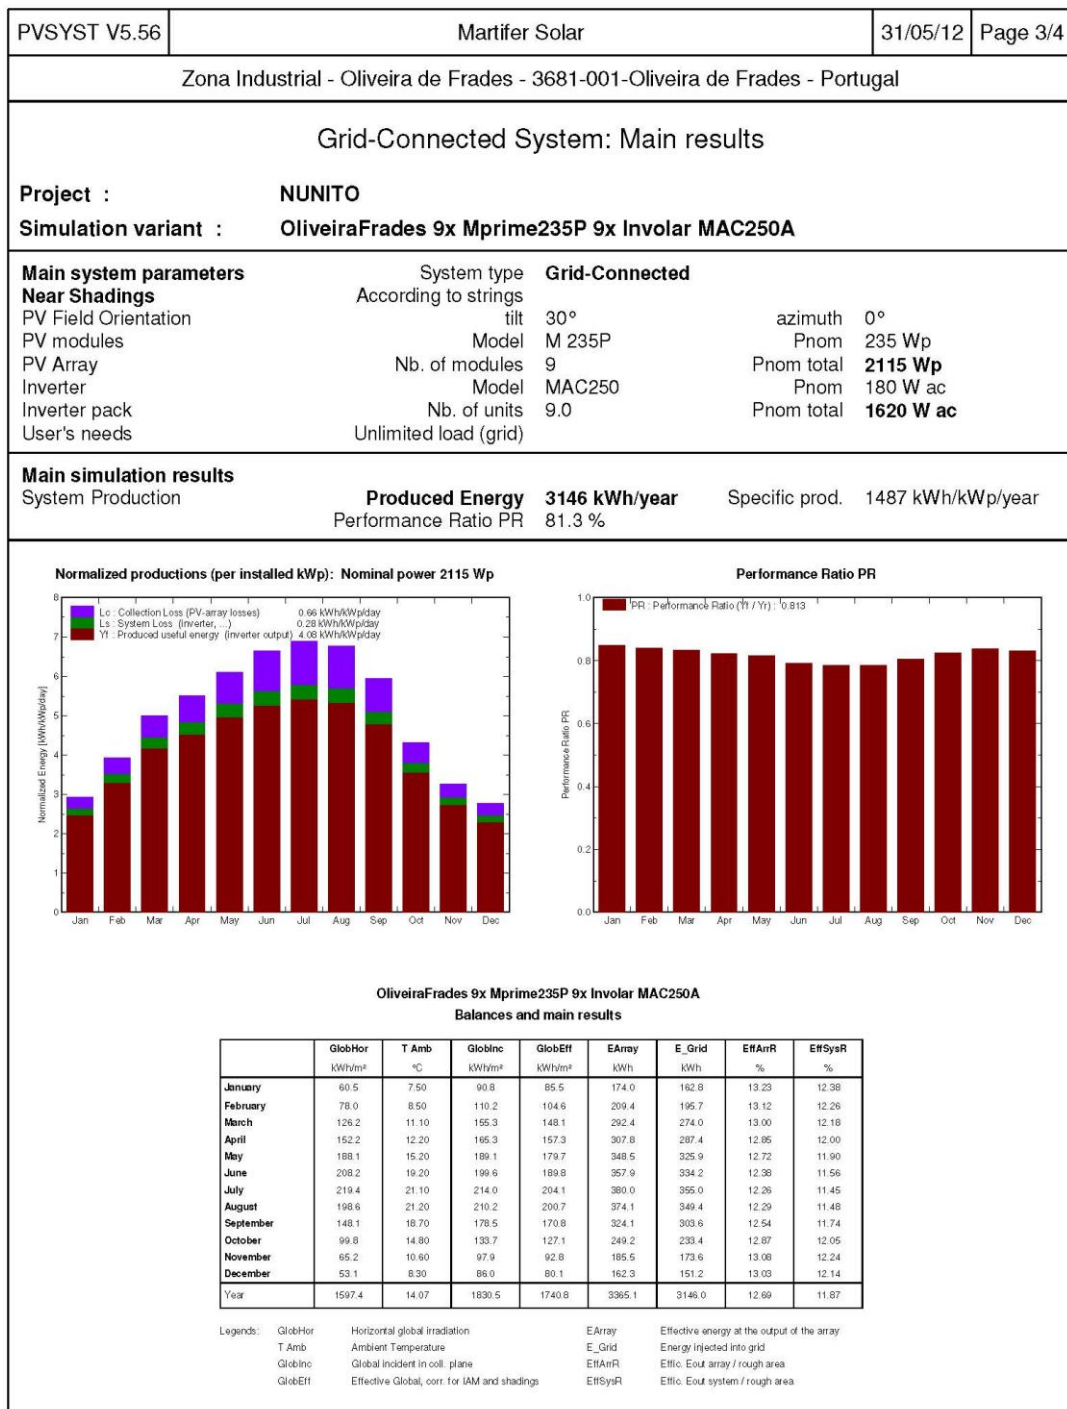 PVSYST V5.56 Martifer Solar 31/05/12 Page 3/4
Zona Industrial - Oliveira de Frades - 3681-001-Oliveira de Frades - Portugal
Grid-Connected System: Main results
Project : NUNITO
Simulation variant : OliveiraFrades 9x Mprime235P 9x Involar MAC250A
Main system parameters System type Grid-Connected
Near Shadings According to strings
PV Field Orientation tilt 30° azimuth 0°
PV modules Model M 235P Pnom 235 Wp
PV Array Nb. of modules 9 Pnom total 2115 Wp
Inverter Model MAC250 Pnom 180 W ac
Inverter pack Nb. of units 9.0 Pnom total 1620 W ac
User's needs Unlimited load (grid)
Main simulation results
System Production Produced Energy 3146 kWh/year Specific prod. 1487 kWh/kWp/year
Performance Ratio PR 81.3 %
Normalized productions (per installed kWp): Nominal power 2115 Wp
Lc : Collection Loss (PV-array losses) 0.66 kWh/kWp/day
Ls : System Loss (inverter, ...) 0.28 kWh/kWp/day
Yf : Produced useful energy (inverter output) 4.08 kWh/kWp/day
Normalized Energy [kWh/kWp/day]
8
7
6
5
4
3
2
1
0
Jan Feb Mar Apr May Jun Jul Aug Sep Oct Nov Dec
Performance Ratio PR
PR : Performance Ratio (Yf / Yr) : 0.813
Performance Ratio PR
1.0
0.8
0.6
0.4
0.2
0.0
Jan Feb Mar Apr May Jun Jul Aug Sep Oct Nov Dec
OliveiraFrades 9x Mprime235P 9x Involar MAC250A
Balances and main results
GlobHor T Amb GlobInc GlobEff EArray E_Grid EffArrR EffSysR
kWh/m² °C kWh/m² kWh/m² kWh kWh % %
January 60.5 7.50 90.8 85.5 174.0 162.8 13.23 12.38
February 78.0 8.50 110.2 104.6 209.4 195.7 13.12 12.26
March 126.2 11.10 155.3 148.1 292.4 274.0 13.00 12.18
April 152.2 12.20 165.3 157.3 307.8 287.4 12.85 12.00
May 188.1 15.20 189.1 179.7 348.5 325.9 12.72 11.90
June 208.2 19.20 199.6 189.8 357.9 334.2 12.38 11.56
July 219.4 21.10 214.0 204.1 380.0 355.0 12.26 11.45
August 198.6 21.20 210.2 200.7 374.1 349.4 12.29 11.48
September 148.1 18.70 178.5 170.8 324.1 303.6 12.54 11.74
October 99.8 14.80 133.7 127.1 249.2 233.4 12.87 12.05
November 65.2 10.60 97.9 92.8 185.5 173.6 13.08 12.24
December 53.1 8.30 86.0 80.1 162.3 151.2 13.03 12.14
Year 1597.4 14.07 1830.5 1740.8 3365.1 3146.0 12.69 11.87
Legends: GlobHor Horizontal global irradiation EArray Effective energy at the output of the array
T Amb Ambient Temperature E_Grid Energy injected into grid
GlobInc Global incident in coll. plane EffArrR Effic. Eout array / rough area
GlobEff Effective Global, corr. for IAM and shadings EffSysR Effic. Eout system / rough area